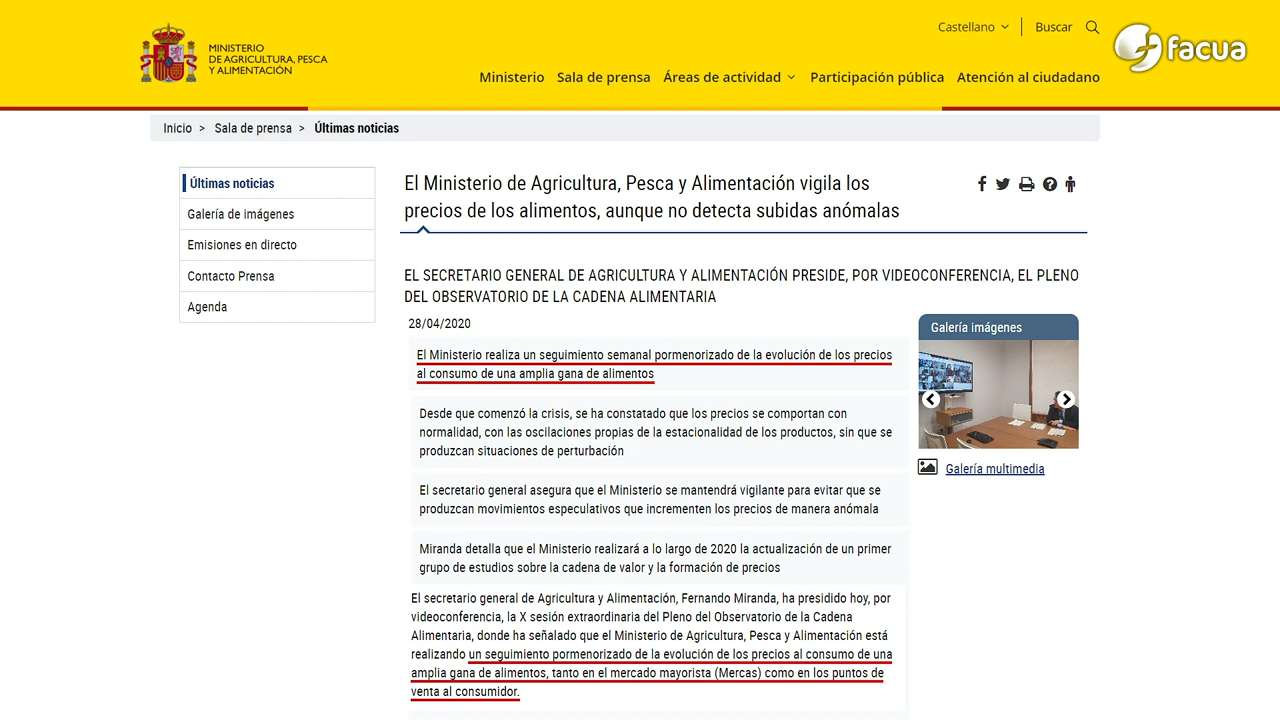 Castellano
Buscar
facua
MINISTERIO
DE AGRICULTURA, PESCA
Y ALIMENTACIÓN
Ministerio Sala de prensa Áreas de actividad Participación pública Atención al ciudadano
Inicio > Sala de prensa > Últimas noticias
Últimas noticias
Galería de imágenes
Emisiones en directo
Contacto Prensa
Agenda
El Ministerio de Agricultura, Pesca y Alimentación vigila los
precios de los alimentos, aunque no detecta subidas anómalas
EL SECRETARIO GENERAL DE AGRICULTURA Y ALIMENTACIÓN PRESIDE, POR VIDEOCONFERENCIA, EL PLENO
DEL OBSERVATORIO DE LA CADENA ALIMENTARIA
28/04/2020
El Ministerio realiza un seguimiento semanal pormenorizado de la evolución de los precios
al consumo de una amplia gana de alimentos
Desde que comenzó la crisis, se ha constatado que los precios se comportan con
normalidad, con las oscilaciones propias de la estacionalidad de los productos, sin que se
produzcan situaciones de perturbación
El secretario general asegura que el Ministerio se mantendrá vigilante para evitar que se
produzcan movimientos especulativos que incrementen los precios de manera anómala
Miranda detalla que el Ministerio realizará a lo largo de 2020 la actualización de un primer
grupo de estudios sobre la cadena de valor y la formación de precios
El secretario general de Agricultura y Alimentación, Fernando Miranda, ha presidido hoy, por
videoconferencia, la X sesión extraordinaria del Pleno del Observatorio de la Cadena
Alimentaria, donde ha señalado que el Ministerio de Agricultura, Pesca y Alimentación está
realizando un seguimiento pormenorizado de la evolución de los precios al consumo de una
amplia gana de alimentos, tanto en el mercado mayorista (Mercas) como en los puntos de
venta al consumidor.
Galería imágenes
Galería multimedia